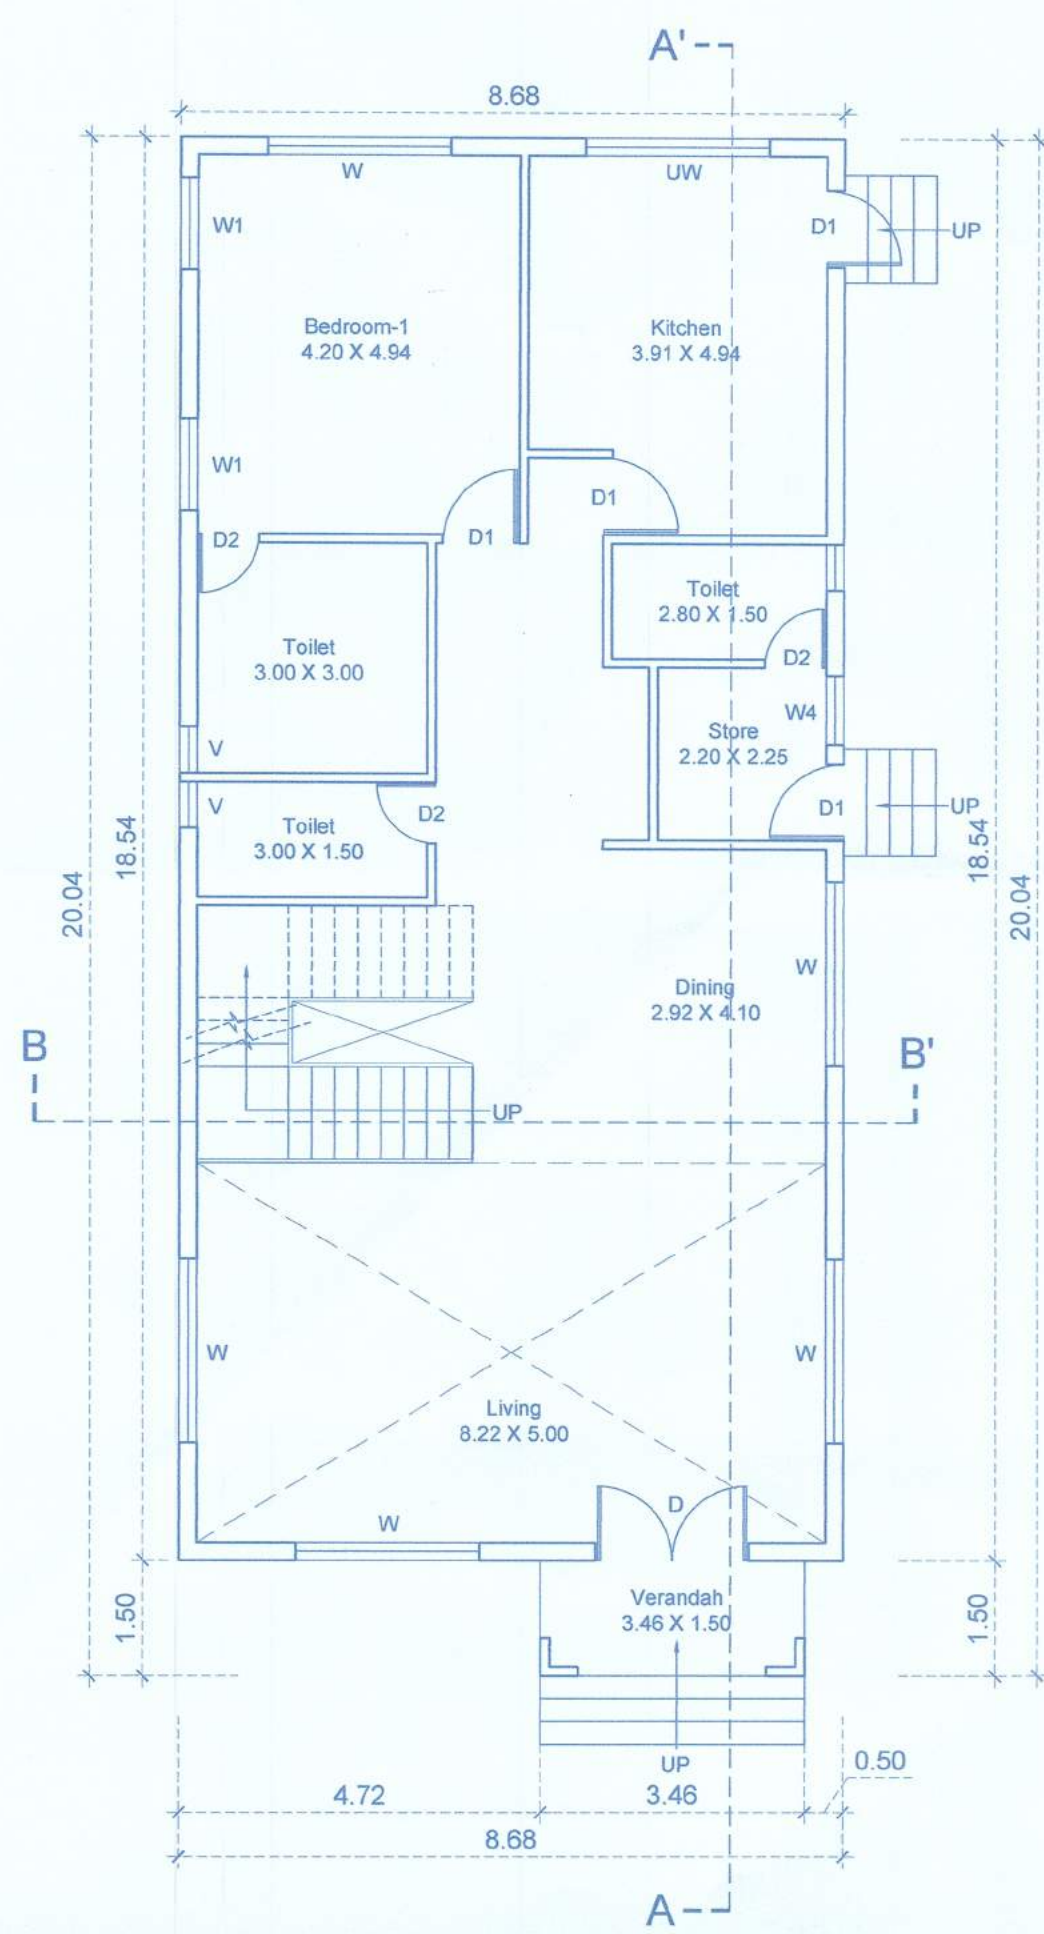 A'
8.68
W
UW
W1
D1
UP
Bedroom-1
4.20 X 4.94
Kitchen
3.91 X 4.94
W1
D1
D2
D1
Toilet
2.80 X 1.50
Toilet
3.00 X 3.00
D2
W4
Store
2.20 X 2.25
V
V
D2
D1
UP
Toilet
3.00 X 1.50
18.54
18.54
20.04
20.04
W
Dining
2.92 X 4.10
B
B'
UP
W
W
Living
8.22 X 5.00
D
W
Verandah
3.46 X 1.50
1.50
1.50
UP
0.50
4.72
3.46
8.68
A